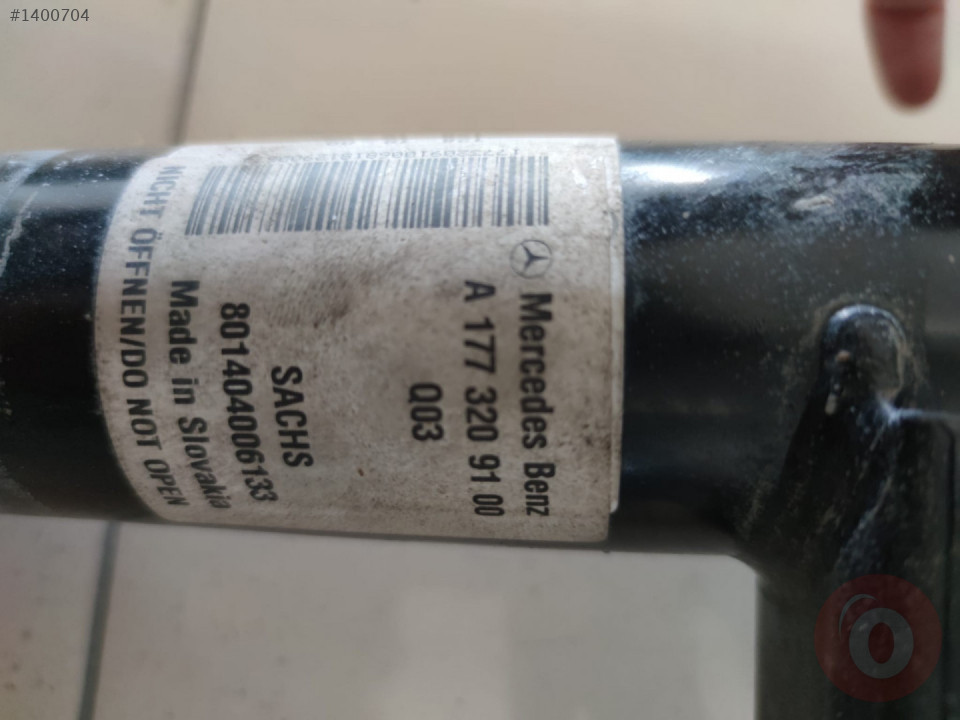 #1400704
Mercedes Benz
A 177 320 91 00
Q03
SACHS
801404006133
Made in Slovakia
NICHT ÖFFNEN/DO NOT OPEN
O